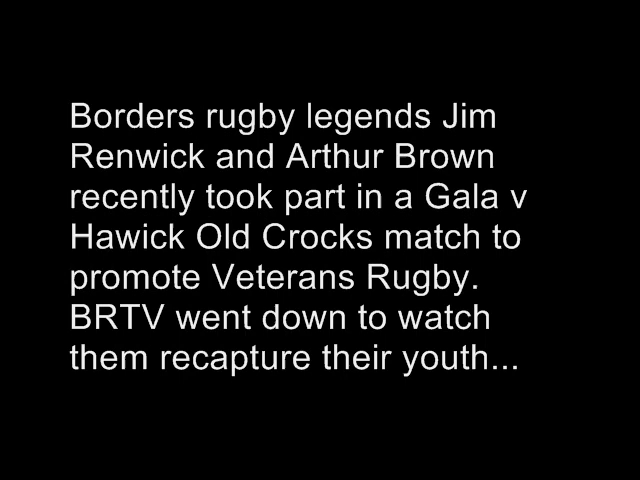 Borders rugby legends Jim
Renwick and Arthur Brown
recently took part in a Gala v
Hawick Old Crocks match to
promote Veterans Rugby.
BRTV went down to watch
them recapture their youth...